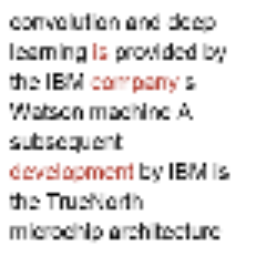 convolution and deep
learning is provided by
the IBM company s
Watson machine A
subsequent
development by IBM is
the TrueNorth
microchip architecture